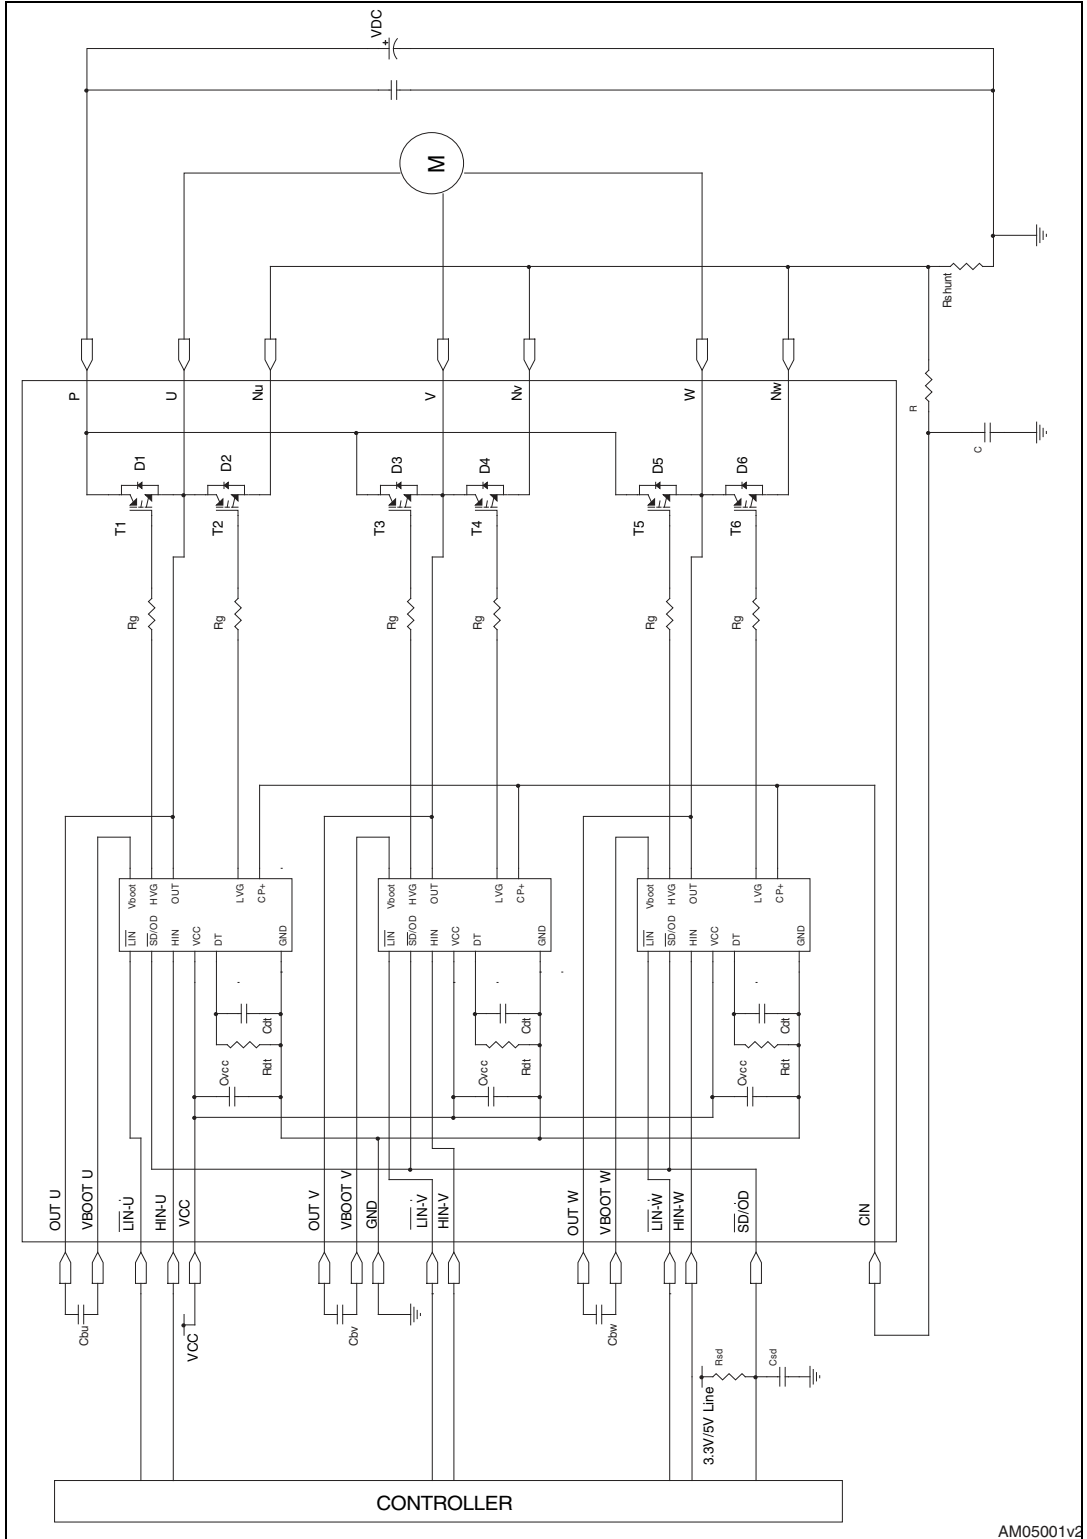 VDC
+
M
Rshunt
P
U
Nu
V
Nv
W
Nw
R
C
D1
D2
D3
D4
D5
D6
T1
T2
T3
T4
T5
T6
Rg
Rg
Rg
Rg
Rg
Rg
Vboot
HVG
OUT
LVG
CP+
LIN
SD/OD
HIN
VCC
DT
GND
Vboot
HVG
OUT
LVG
CP+
LIN
SD/OD
HIN
VCC
DT
GND
Vboot
HVG
OUT
LVG
CP+
LIN
SD/OD
HIN
VCC
DT
GND
Cdt
Rdt
Cvcc
Cdt
Rdt
Cvcc
Cdt
Rdt
Cvcc
OUT U
VBOOT U
LIN-U
HIN-U
VCC
OUT V
VBOOT V
GND
LIN-V
HIN-V
OUT W
VBOOT W
LIN-W
HIN-W
SD/OD
CIN
Cbu
VCC
Cbv
Cbw
Rsd
Csd
3.3V/5V Line
CONTROLLER
AM05001v2